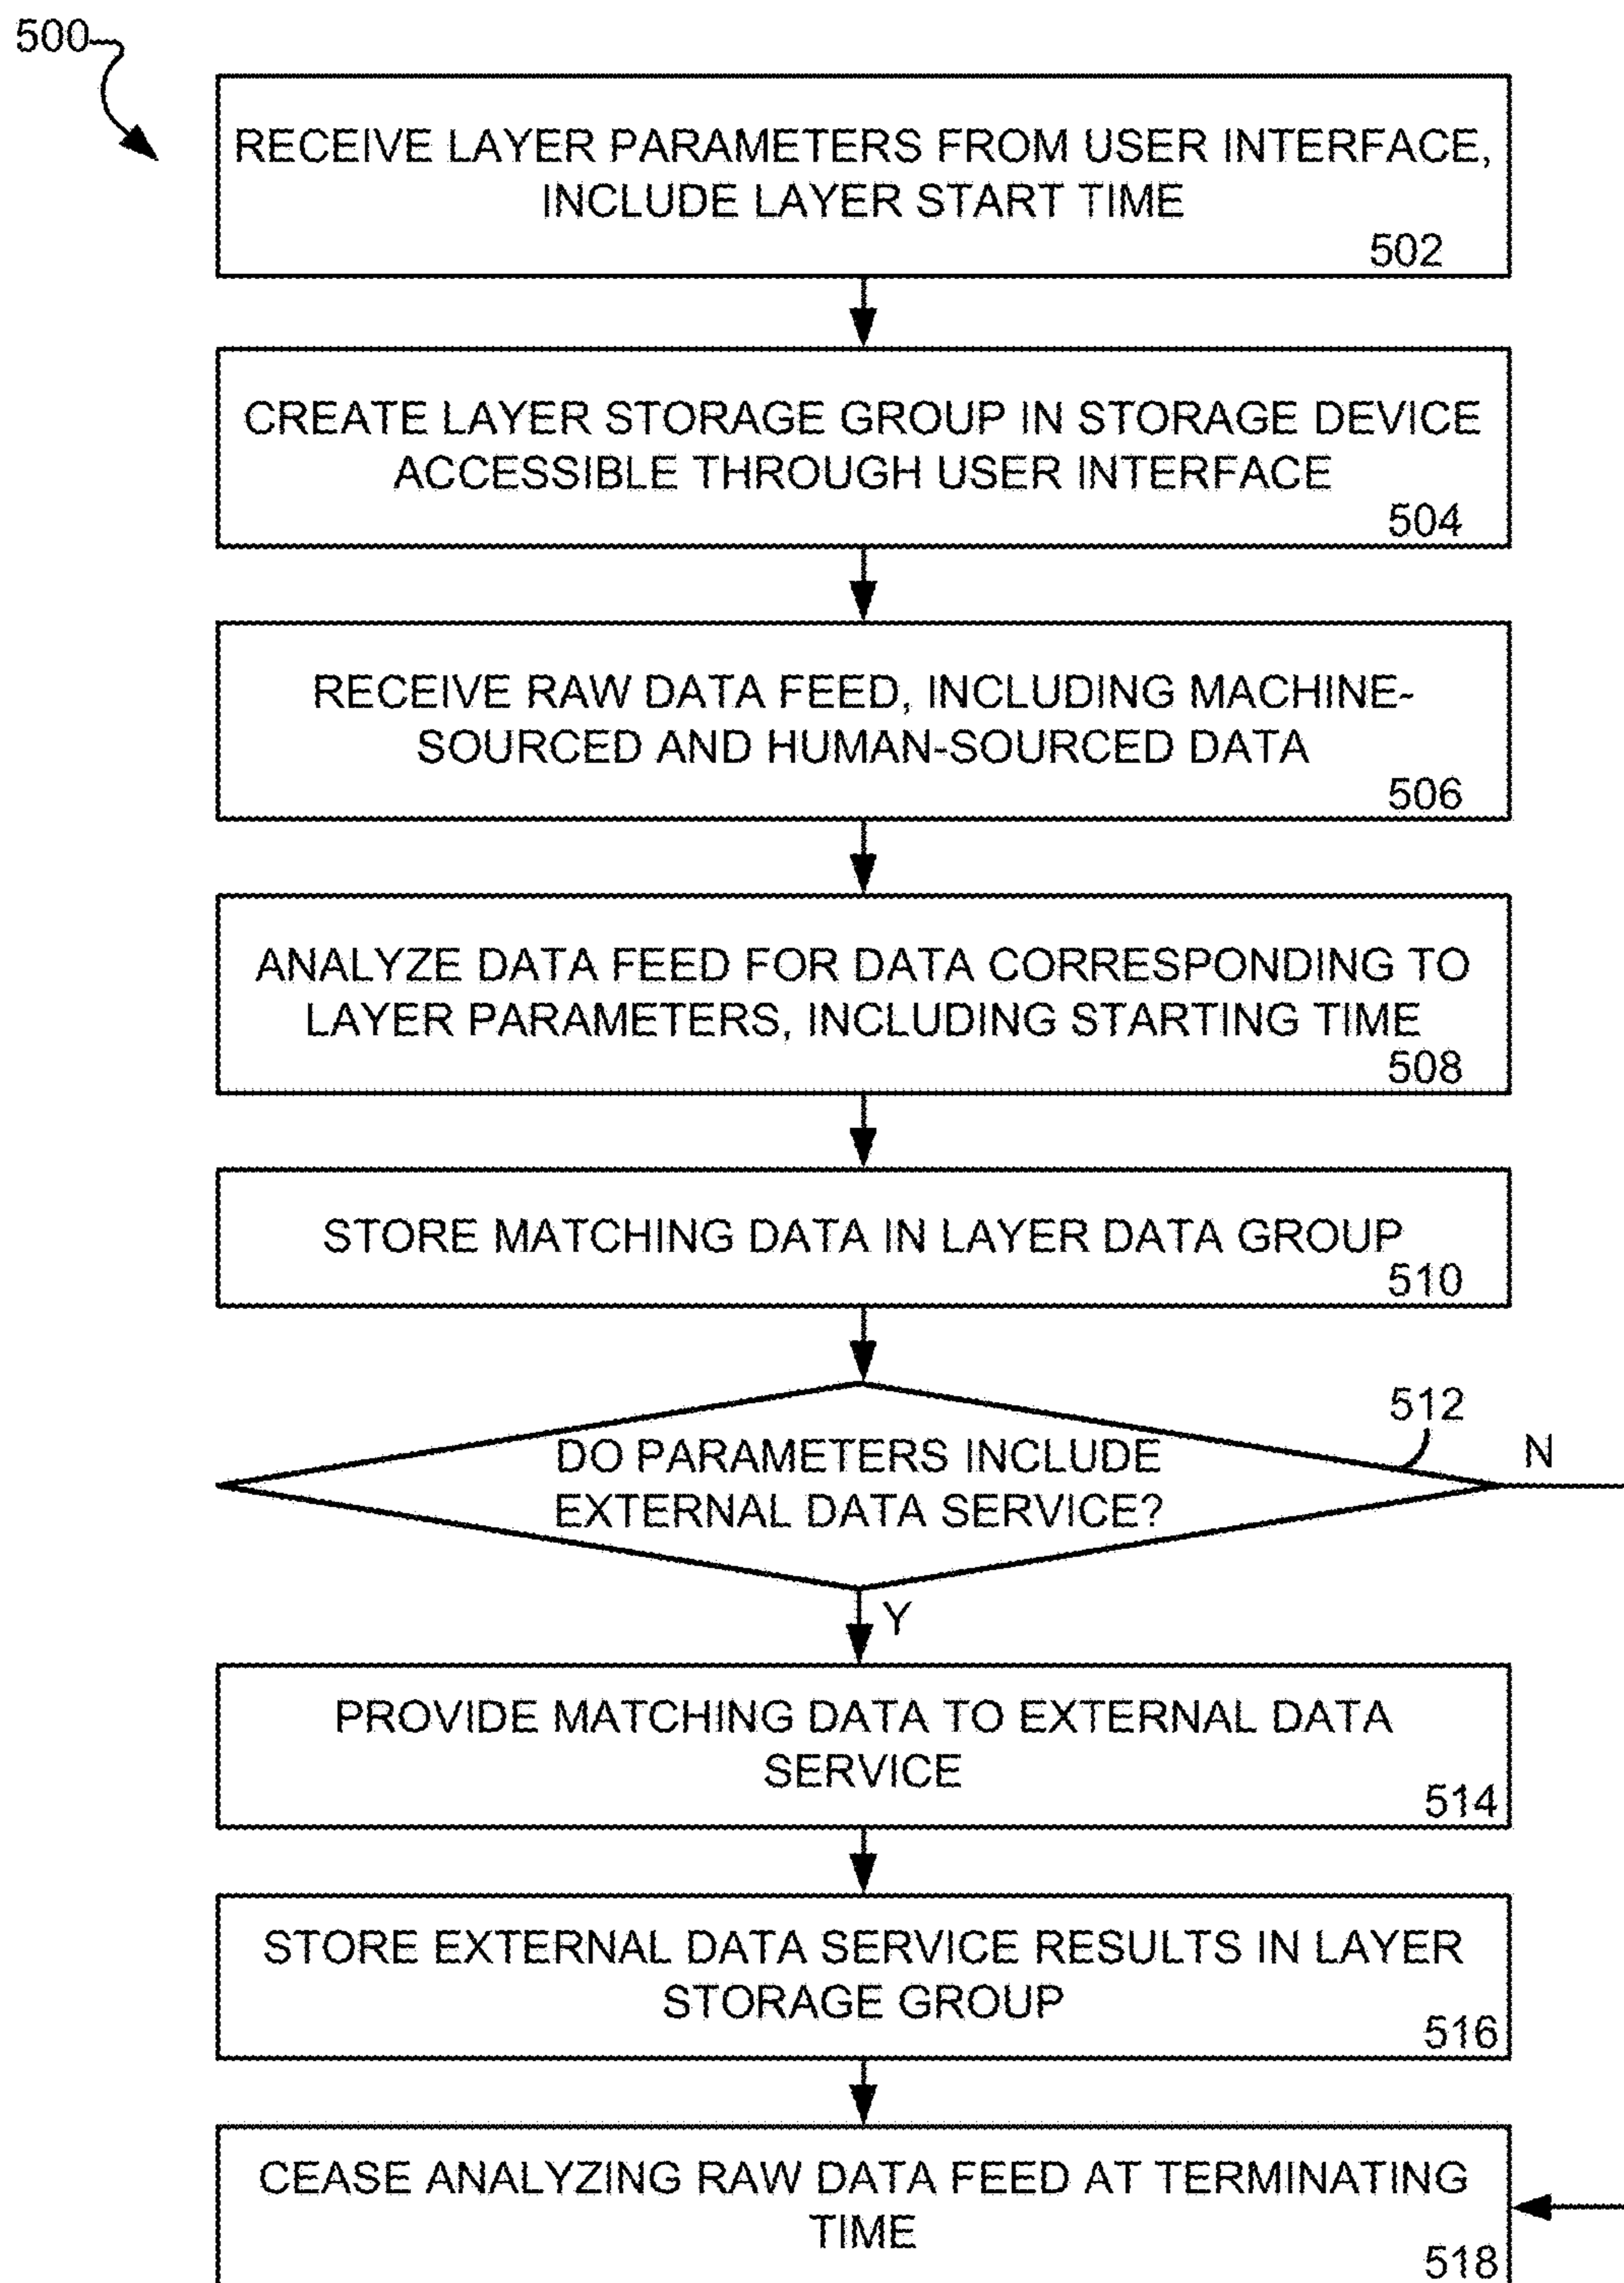 500
RECEIVE LAYER PARAMETERS FROM USER INTERFACE,
INCLUDE LAYER START TIME
502
CREATE LAYER STORAGE GROUP IN STORAGE DEVICE
ACCESSIBLE THROUGH USER INTERFACE
504
RECEIVE RAW DATA FEED, INCLUDING MACHINE-
SOURCED AND HUMAN-SOURCED DATA
506
ANALYZE DATA FEED FOR DATA CORRESPONDING TO
LAYER PARAMETERS, INCLUDING STARTING TIME
508
STORE MATCHING DATA IN LAYER DATA GROUP
510
512
DO PARAMETERS INCLUDE
EXTERNAL DATA SERVICE?
N
Y
PROVIDE MATCHING DATA TO EXTERNAL DATA
SERVICE
514
STORE EXTERNAL DATA SERVICE RESULTS IN LAYER
STORAGE GROUP
516
CEASE ANALYZING RAW DATA FEED AT TERMINATING
TIME
518